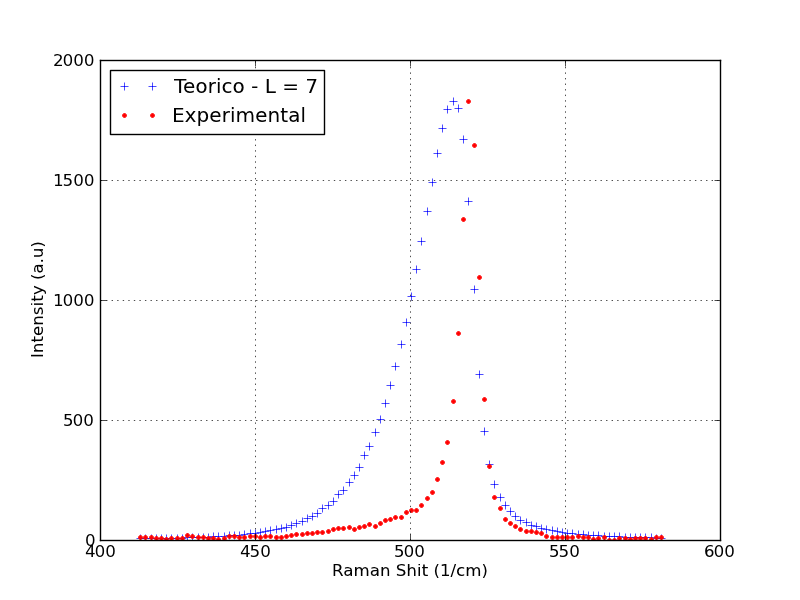 2000
1500
1000
500
0
400
450
500
550
600
Intensity (a.u)
Raman Shit (1/cm)
Teorico - L = 7
Experimental